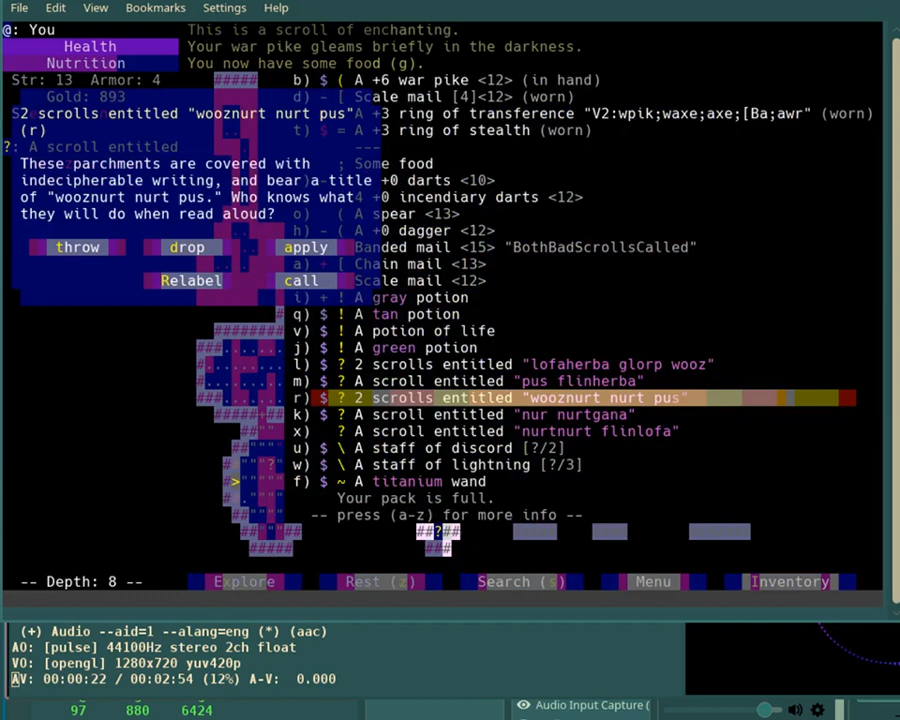 File Edit View Bookmarks Settings Help
@: You This is a scroll of enchanting.
Health Your war pike gleams briefly in the darkness.
Nutrition You now have some food (g).
Str: 13 Armor: 4 ##### b) $ ( A +6 war pike <12> (in hand)
Gold: 893 d) - [ Scale mail [4]<12> (worn)
2 scrolls entitled "wooznurt nurt pus" A +3 ring of transference "V2:wpik;waxe;axe;[Ba;awr" (worn)
(r) t) $ = A +3 ring of stealth (worn)
?: A scroll entitled ---
These parchments are covered with ; Some food
indecipherable writing, and bear a title +0 darts <10>
of "wooznurt nurt pus." Who knows what 4 +0 incendiary darts <12>
they will do when read aloud? o) ( A spear <13>
h) - ( A +0 dagger <12>
throw drop apply Banded mail <15> "BothBadScrollsCalled"
a) + [ Chain mail <13>
Relabel call Scale mail <12>
i) + ! A gray potion
q) $ ! A tan potion
v) $ ! A potion of life
j) $ ! A green potion
l) $ ? 2 scrolls entitled "lofaherba glorp wooz"
m) $ ? A scroll entitled "pus flinherba"
r) $ ? 2 scrolls entitled "wooznurt nurt pus"
k) $ ? A scroll entitled "nur nurtgana"
x) ? A scroll entitled "nurtnurt flinlofa"
u) $ \ A staff of discord [?/2]
w) $ \ A staff of lightning [?/3]
f) $ ~ A titanium wand
Your pack is full.
-- press (a-z) for more info --
-- Depth: 8 -- Explore Rest (z) Search (s) Menu Inventory
(+) Audio --aid=1 --alang=eng (*) (aac)
AO: [pulse] 44100Hz stereo 2ch float
VO: [opengl] 1280x720 yuv420p
AV: 00:00:22 / 00:02:54 (12%) A-V: 0.000
97 880 6424 Audio Input Capture (